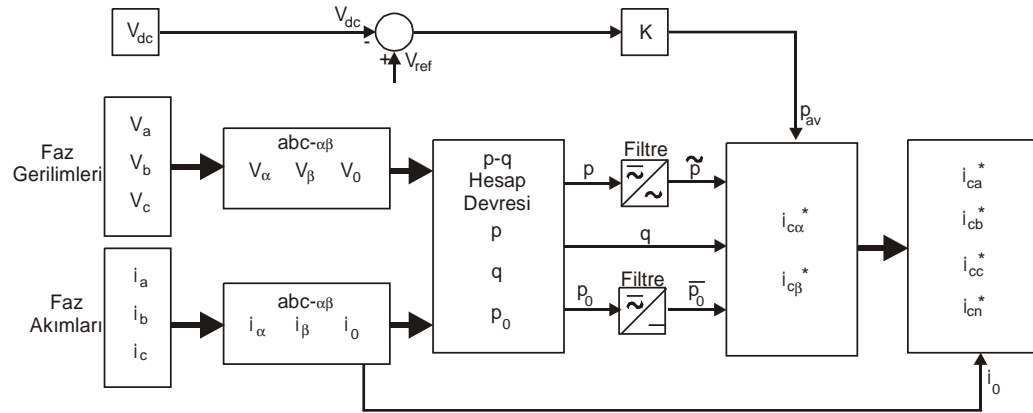 V_dc
V_dc
-
+
V_ref
K
p_av
Faz
Gerilimleri
V_a
V_b
V_c
abc-αβ
V_α V_β V_0
p-q
Hesap
Devresi
p
q
p_0
p
Filtre
p̃
q
p_0
Filtre
p̅_0
i_cα*
i_cβ*
i_ca*
i_cb*
i_cc*
i_cn*
Faz
Akımları
i_a
i_b
i_c
abc-αβ
i_α i_β i_0
i_0